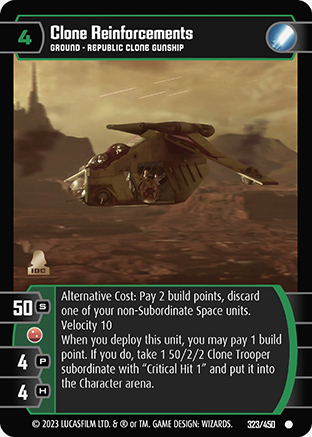 4 Clone Reinforcements
GROUND - REPUBLIC CLONE GUNSHIP
IDC
50 S
4 P
4 H
Alternative Cost: Pay 2 build points, discard
one of your non-Subordinate Space units.
Velocity 10
When you deploy this unit, you may pay 1 build
point. If you do, take 1 50/2/2 Clone Trooper
subordinate with "Critical Hit 1" and put it into
the Character arena.
© 2023 LUCASFILM LTD. & ® or TM. GAME DESIGN: WIZARDS. 323/450